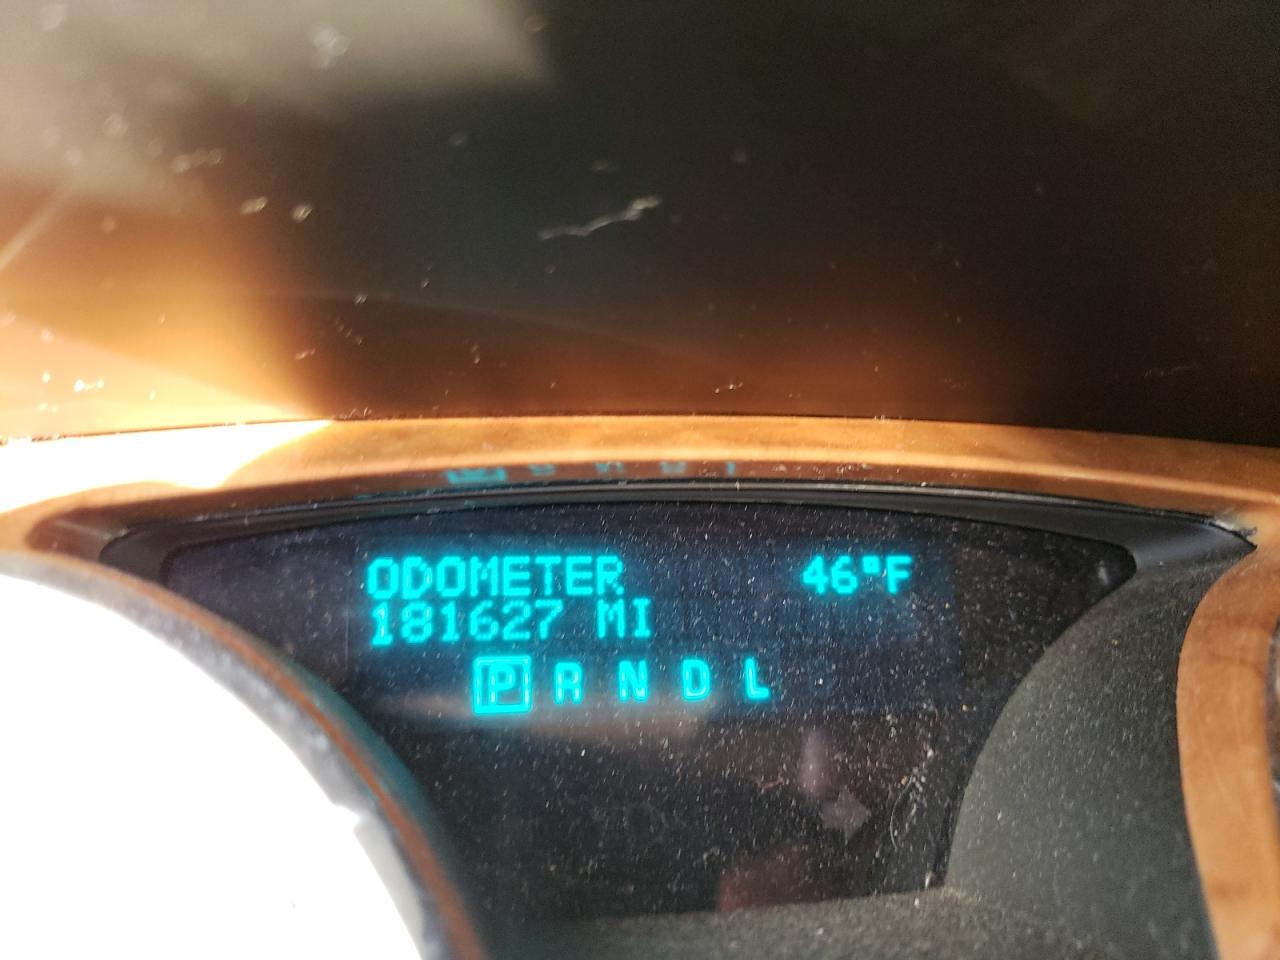 ODOMETER 46°F
181627 MI
P R N D L